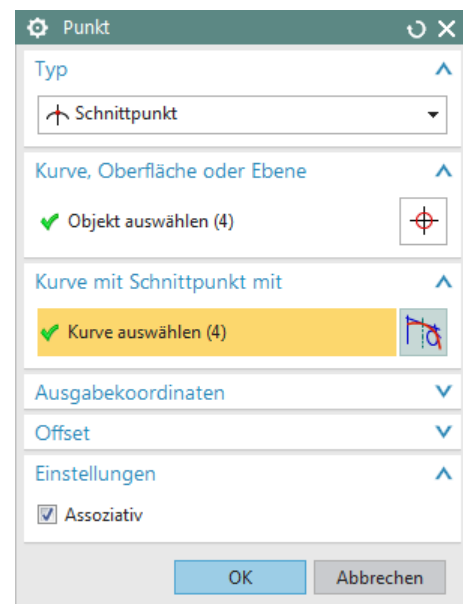 Punkt
Typ
Schnittpunkt
Kurve, Oberfläche oder Ebene
Objekt auswählen (4)
Kurve mit Schnittpunkt mit
Kurve auswählen (4)
Ausgabekoordinaten
Offset
Einstellungen
Assoziativ
OK Abbrechen